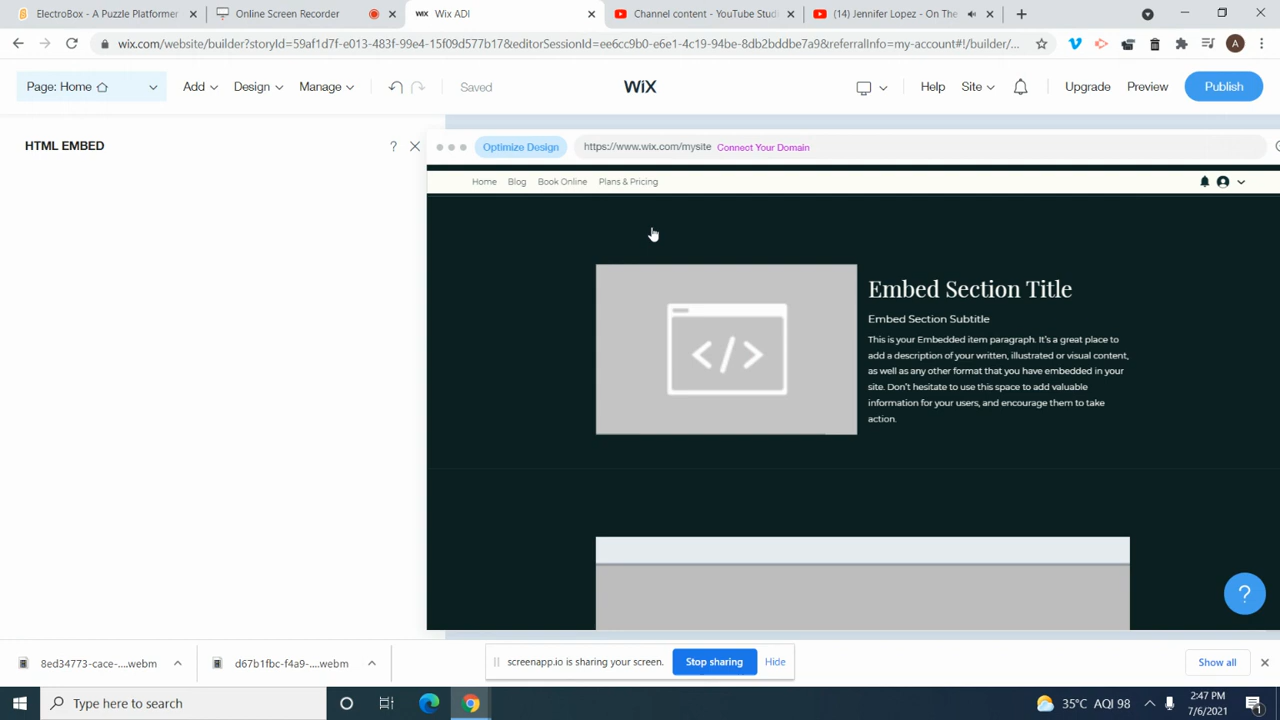 ElectroBox - A Puzzle Platformer
Online Screen Recorder
WiX Wix ADI
Channel content - YouTube Stud
(14) Jennifer Lopez - On The
wix.com/website/builder?storyId=59af1d7f-e013-483f-99e4-15f09d577b178&editorSessionId=ee6cc9b0-e6e1-4c19-94be-8db2bddbe7a9&referralInfo=my-account#!/builder/...
A
Page: Home
Add
Design
Manage
Saved
WiX
Help
Site
Upgrade
Preview
Publish
HTML EMBED
?
Optimize Design
https://www.wix.com/mysite
Connect Your Domain
Home
Blog
Book Online
Plans & Pricing
</>
Embed Section Title
Embed Section Subtitle
This is your Embedded item paragraph. It's a great place to
add a description of your written, illustrated or visual content,
as well as any other format that you have embedded in your
site. Don't hesitate to use this space to add valuable
information for your users, and encourage them to take
action.
?
8ed34773-cace-....webm
d67b1fbc-f4a9-....webm
screenapp.io is sharing your screen.
Stop sharing
Hide
Show all
Type here to search
35°C AQI 98
2:47 PM
7/6/2021
1